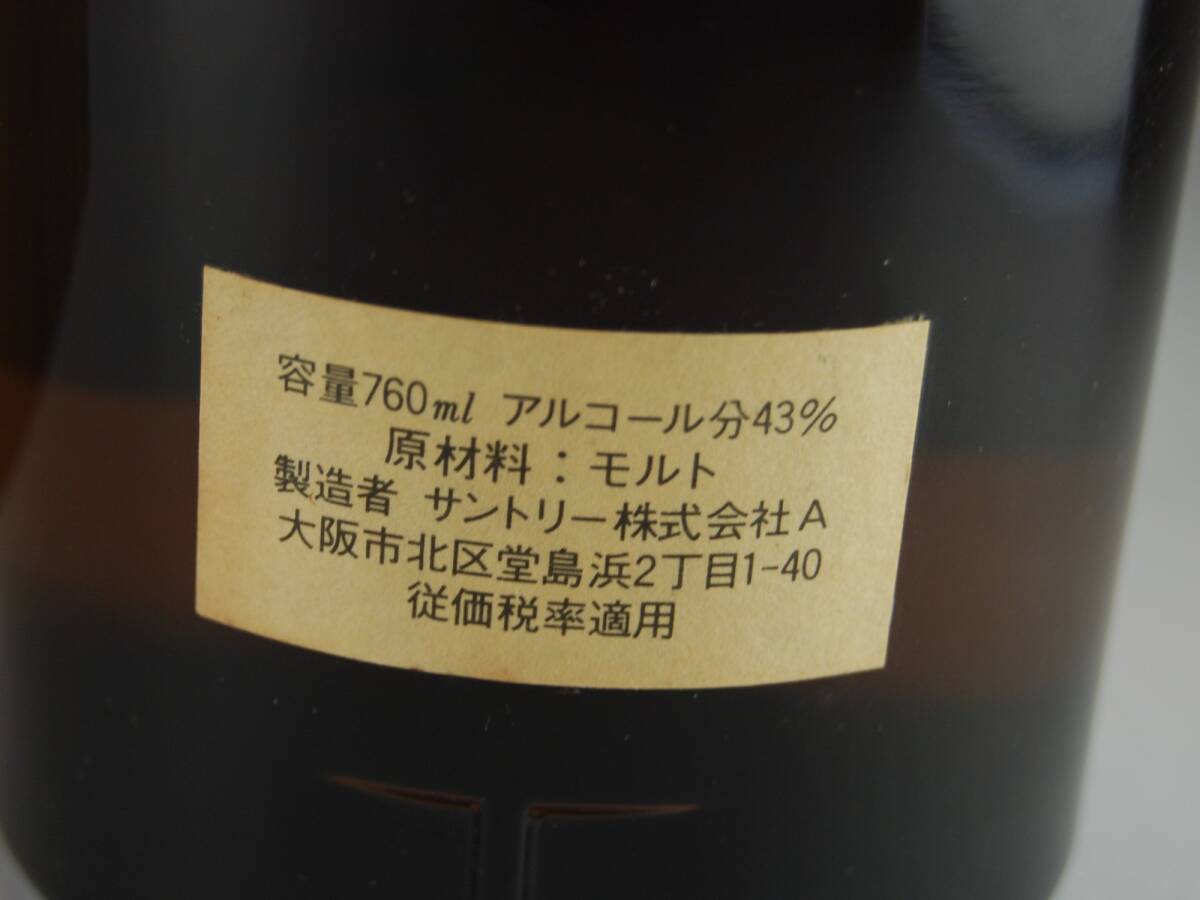 容量760ml アルコール分43%
原材料：モルト
製造者 サントリー株式会社A
大阪市北区堂島浜2丁目1-40
従価税率適用